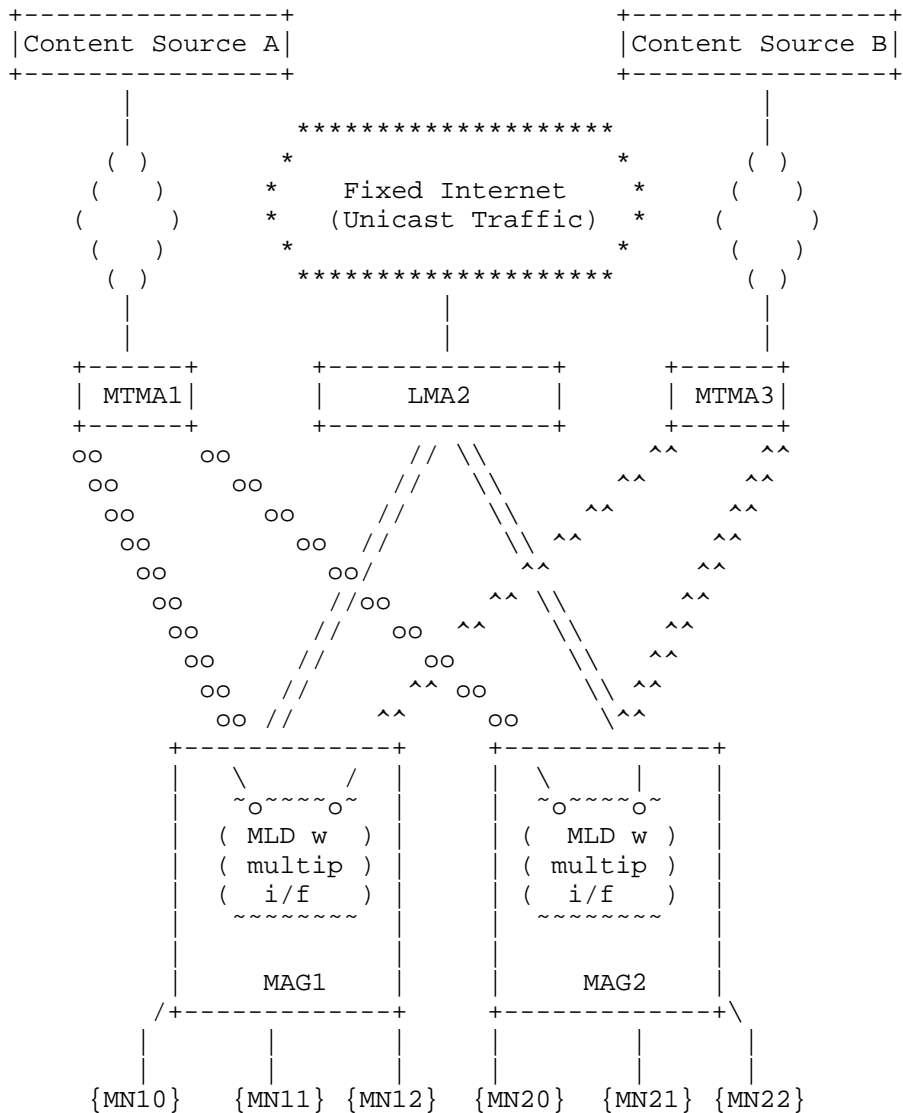 Content Source A Content Source B
Fixed Internet
(Unicast Traffic)
MTMA1 LMA2 MTMA3
( MLD w ) ( MLD w )
( multip ) ( multip )
( i/f ) ( i/f )
MAG1 MAG2
{MN10} {MN11} {MN12} {MN20} {MN21} {MN22}